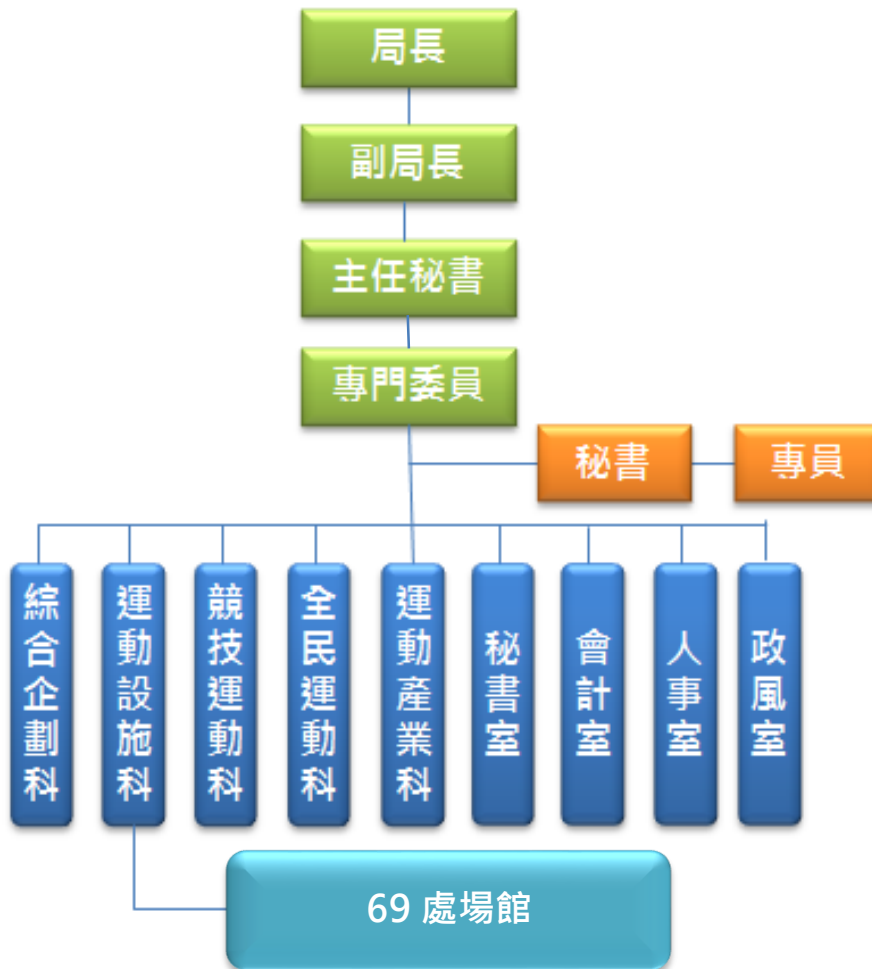 局長
副局長
主任秘書
專門委員
秘書
專員
綜合企劃科
運動設施科
競技運動科
全民運動科
運動產業科
秘書室
會計室
人事室
政風室
69 處場館